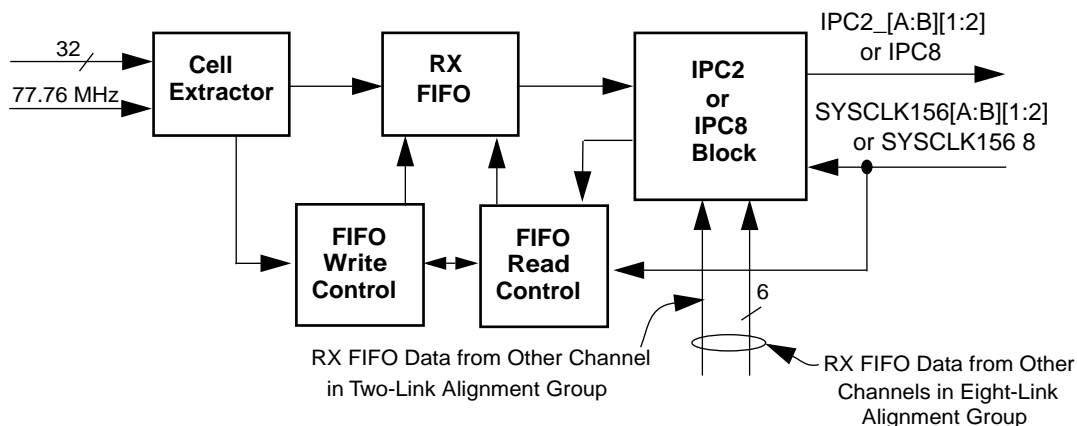 32
77.76 MHz
Cell
Extractor
RX
FIFO
IPC2
or
IPC8
Block
IPC2_[A:B][1:2]
or IPC8
SYSCLK156[A:B][1:2]
or SYSCLK156 8
FIFO
Write
Control
FIFO
Read
Control
6
RX FIFO Data from Other Channel
in Two-Link Alignment Group
RX FIFO Data from Other
Channels in Eight-Link
Alignment Group